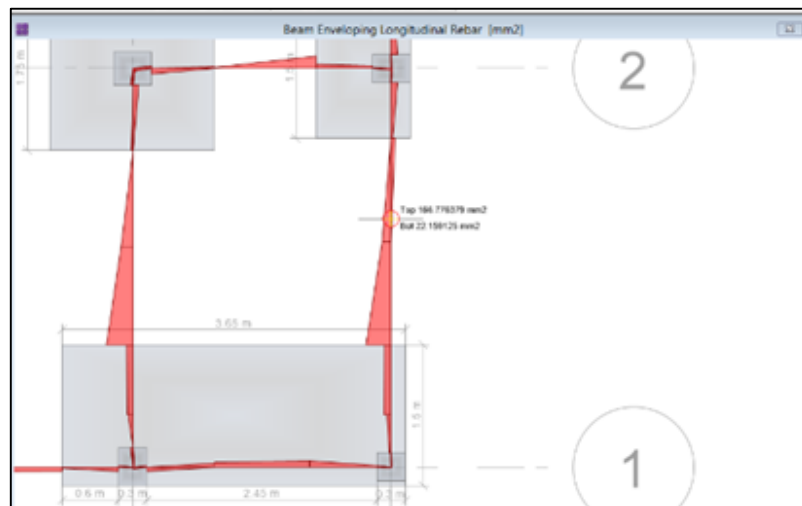 Beam Enveloping Longitudinal Rebar [mm2]
1.75 m
2
Top 166.776379 mm2
Bot 22.159125 mm2
3.65 m
1.5 m
1
0.6 m
0.3 m
2.45 m
0.3 m